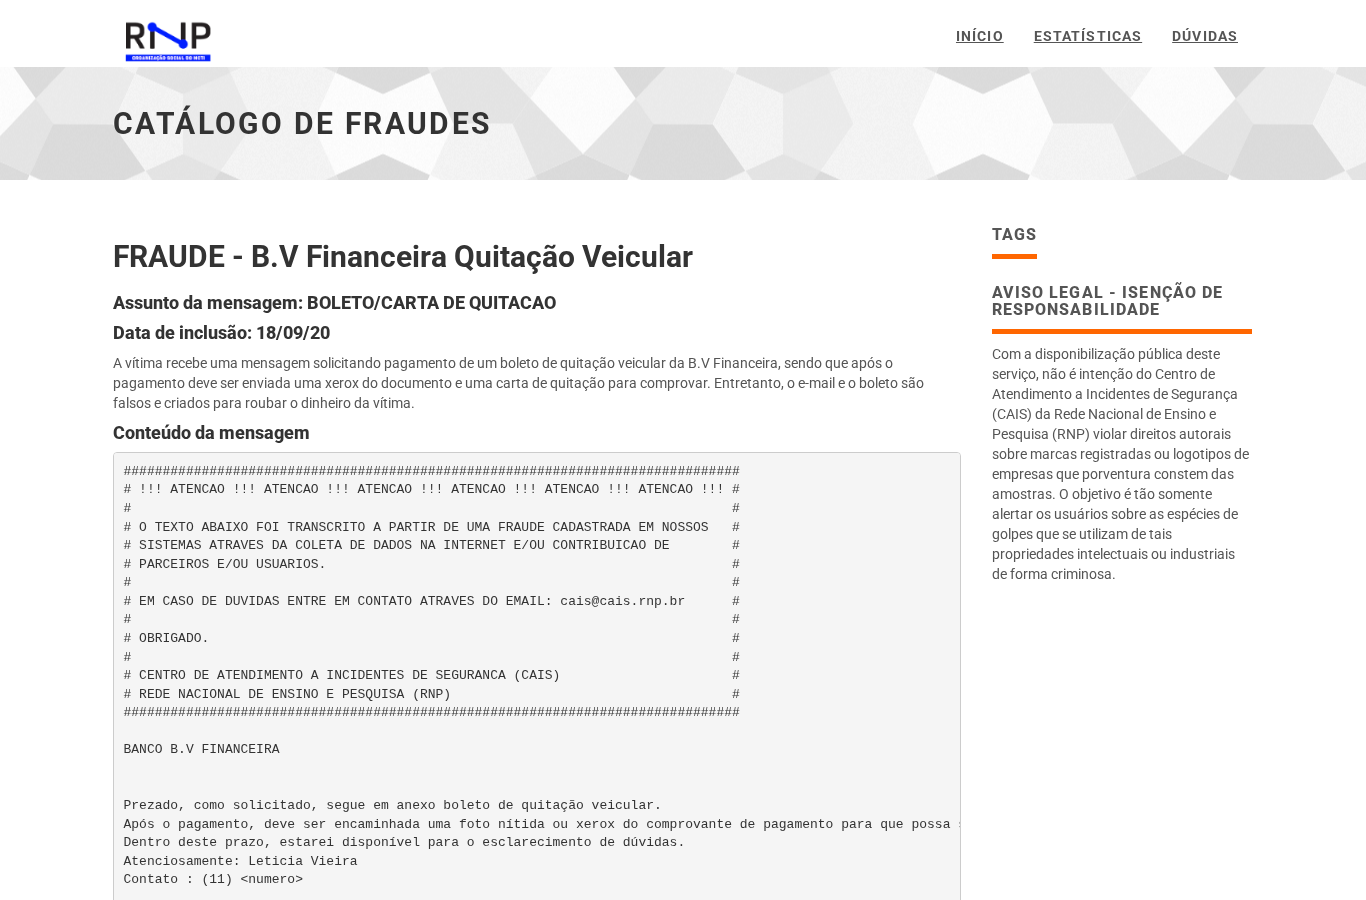 RNP
ORGANIZAÇÃO SOCIAL DO MCTI
INÍCIO
ESTATÍSTICAS
DÚVIDAS
CATÁLOGO DE FRAUDES
FRAUDE - B.V Financeira Quitação Veicular
Assunto da mensagem: BOLETO/CARTA DE QUITACAO
Data de inclusão: 18/09/20
A vítima recebe uma mensagem solicitando pagamento de um boleto de quitação veicular da B.V Financeira, sendo que após o
pagamento deve ser enviada uma xerox do documento e uma carta de quitação para comprovar. Entretanto, o e-mail e o boleto são
falsos e criados para roubar o dinheiro da vítima.
Conteúdo da mensagem
###############################################################################
# !!! ATENCAO !!! ATENCAO !!! ATENCAO !!! ATENCAO !!! ATENCAO !!! ATENCAO !!! #
#                                                                             #
# O TEXTO ABAIXO FOI TRANSCRITO A PARTIR DE UMA FRAUDE CADASTRADA EM NOSSOS   #
# SISTEMAS ATRAVES DA COLETA DE DADOS NA INTERNET E/OU CONTRIBUICAO DE        #
# PARCEIROS E/OU USUARIOS.                                                    #
#                                                                             #
# EM CASO DE DUVIDAS ENTRE EM CONTATO ATRAVES DO EMAIL: cais@cais.rnp.br      #
#                                                                             #
# OBRIGADO.                                                                   #
#                                                                             #
# CENTRO DE ATENDIMENTO A INCIDENTES DE SEGURANCA (CAIS)                      #
# REDE NACIONAL DE ENSINO E PESQUISA (RNP)                                    #
###############################################################################
BANCO B.V FINANCEIRA
Prezado, como solicitado, segue em anexo boleto de quitação veicular.
Após o pagamento, deve ser encaminhada uma foto nítida ou xerox do comprovante de pagamento para que possa
Dentro deste prazo, estarei disponível para o esclarecimento de dúvidas.
Atenciosamente: Leticia Vieira
Contato : (11) <numero>
TAGS
AVISO LEGAL - ISENÇÃO DE
RESPONSABILIDADE
Com a disponibilização pública deste
serviço, não é intenção do Centro de
Atendimento a Incidentes de Segurança
(CAIS) da Rede Nacional de Ensino e
Pesquisa (RNP) violar direitos autorais
sobre marcas registradas ou logotipos de
empresas que porventura constem das
amostras. O objetivo é tão somente
alertar os usuários sobre as espécies de
golpes que se utilizam de tais
propriedades intelectuais ou industriais
de forma criminosa.